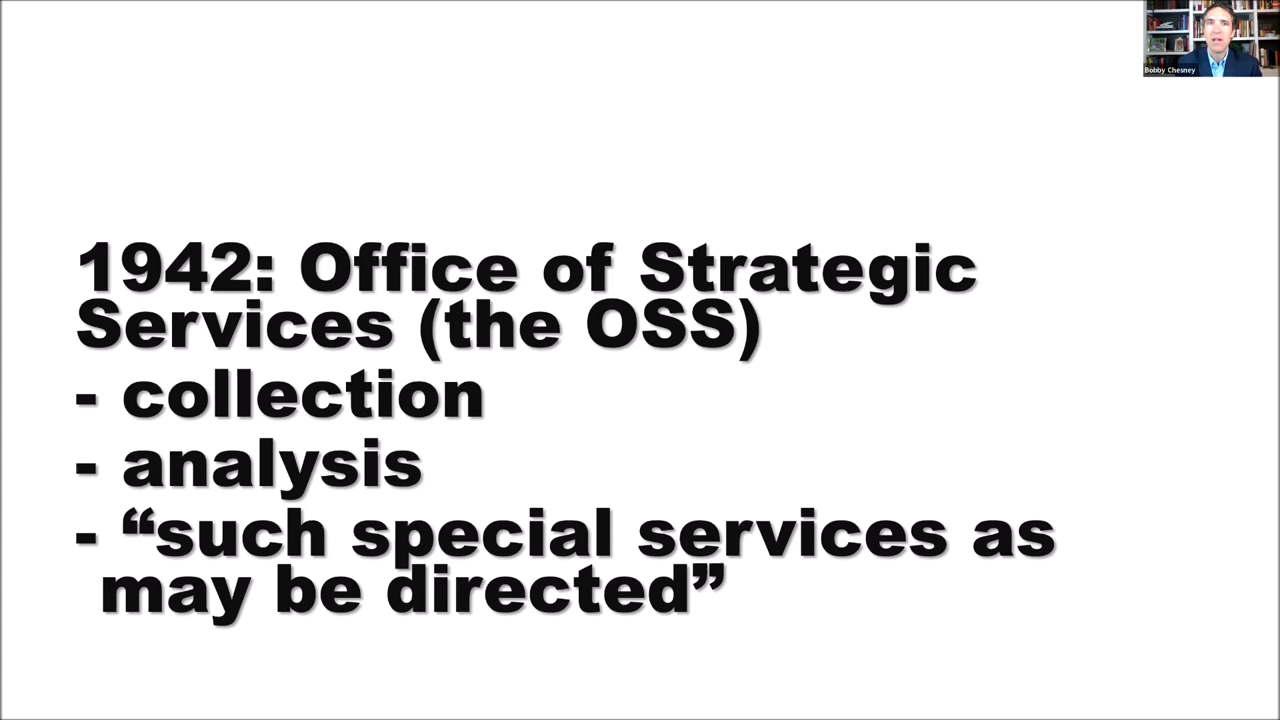 Bobby Chesney
1942: Office of Strategic
Services (the OSS)
- collection
- analysis
- “such special services as
may be directed”